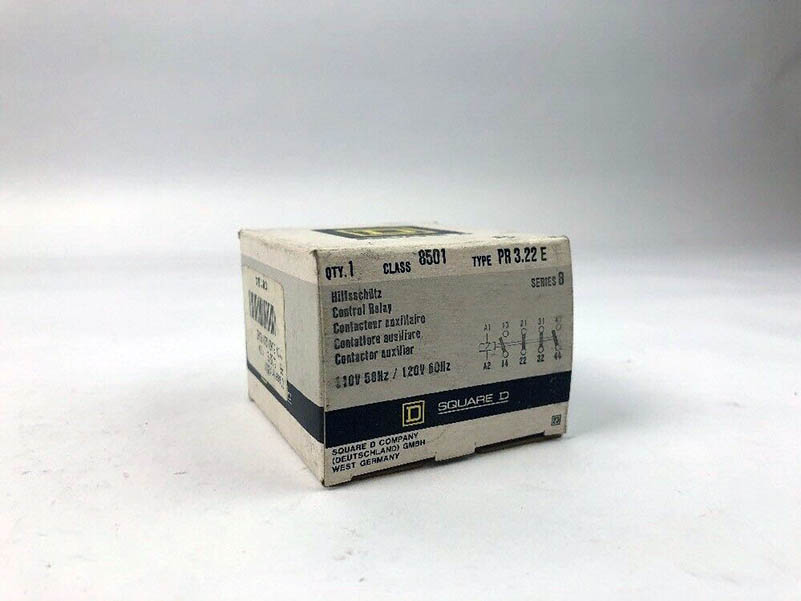 QTY. 1 CLASS 8501 TYPE PR 3.22 E
SERIES B
Hilfsschütz
Control Relay
Contacteur auxiliaire
Contattore ausiliare
Contactor auxiliar
110V 50Hz / 120V 60Hz
A1 13 21 31 43
A2 14 22 32 44
D SQUARE D
SQUARE D COMPANY
(DEUTSCHLAND) GMBH
WEST GERMANY